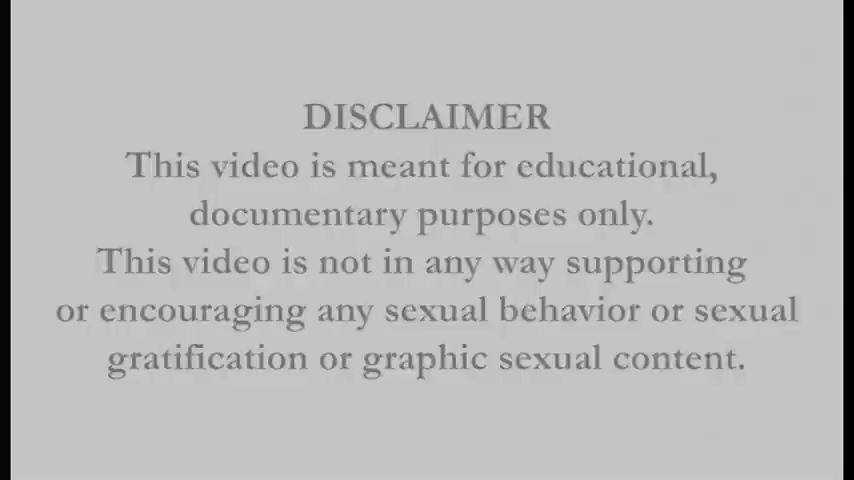 DISCLAIMER
This video is meant for educational,
documentary purposes only.
This video is not in any way supporting
or encouraging any sexual behavior or sexual
gratification or graphic sexual content.